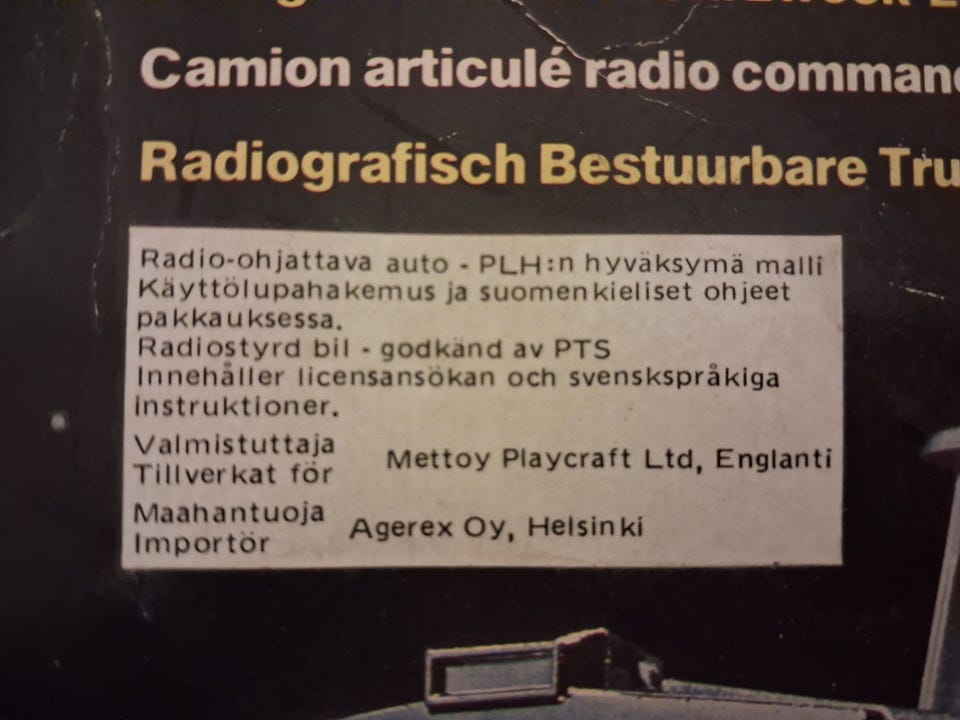 Camion articulé radio
Radiografisch Bestuurbare
Radio-ohjattava auto - PLH:n hyväksymä malli
Käyttölupahakemus ja suomenkieliset ohjeet
pakkauksessa.
Radiostyrd bil - godkänd av PTS
Innehåller licensansökan och svenskspråkiga
instruktioner.
Valmistuttaja
Tillverkat för
Mettoy Playcraft Ltd, Englanti
Maahantuoja
Importör
Agerex Oy, Helsinki